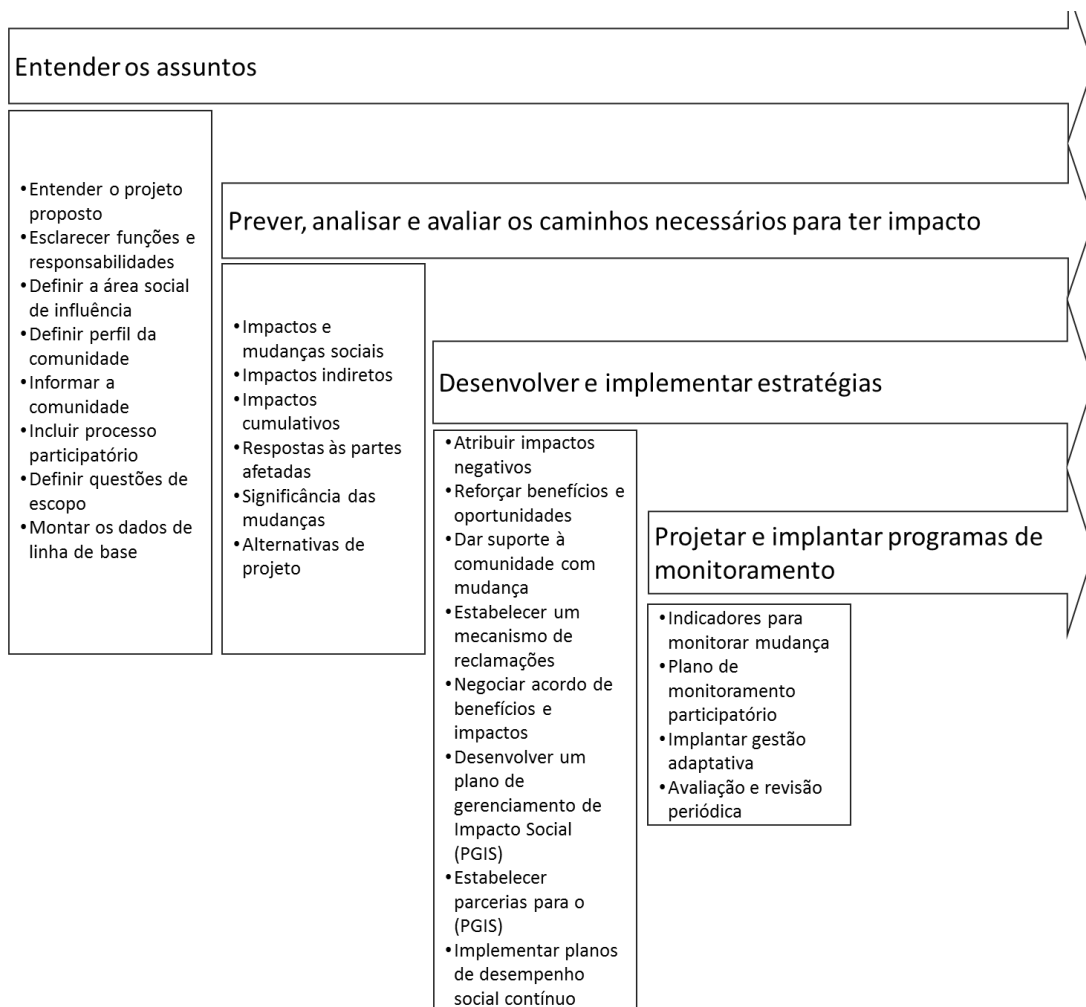 Entender os assuntos
•Entender o projeto
proposto
•Esclarecer funções e
responsabilidades
•Definir a área social
de influência
•Definir perfil da
comunidade
•Informar a
comunidade
•Incluir processo
participatório
•Definir questões de
escopo
•Montar os dados de
linha de base
Prever, analisar e avaliar os caminhos necessários para ter impacto
•Impactos e
mudanças sociais
•Impactos indiretos
•Impactos
cumulativos
•Respostas às partes
afetadas
•Significância das
mudanças
•Alternativas de
projeto
Desenvolver e implementar estratégias
•Atribuir impactos
negativos
•Reforçar benefícios e
oportunidades
•Dar suporte à
comunidade com
mudança
•Estabelecer um
mecanismo de
reclamações
•Negociar acordo de
benefícios e
impactos
•Desenvolver um
plano de
gerenciamento de
Impacto Social
(PGIS)
•Estabelecer
parcerias para o
(PGIS)
•Implementar planos
de desempenho
social contínuo
Projetar e implantar programas de
monitoramento
•Indicadores para
monitorar mudança
•Plano de
monitoramento
participatório
•Implantar gestão
adaptativa
•Avaliação e revisão
periódica